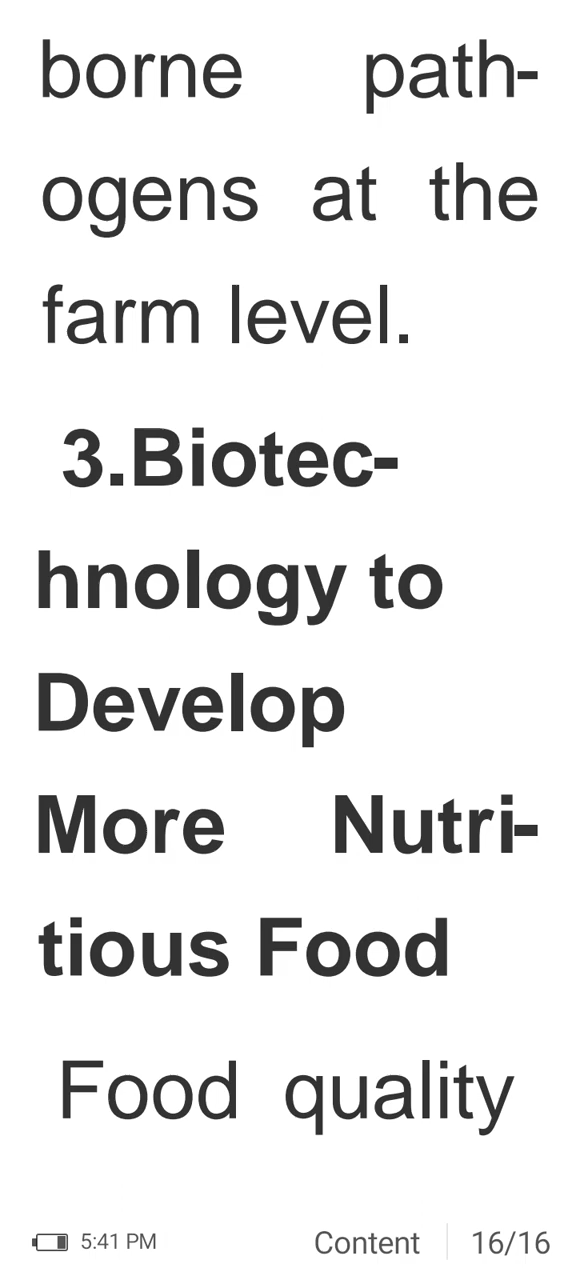 borne path-
ogens at the
farm level.
3.Biotec-
hnology to
Develop
More Nutri-
tious Food
Food quality
5:41 PM Content 16/16